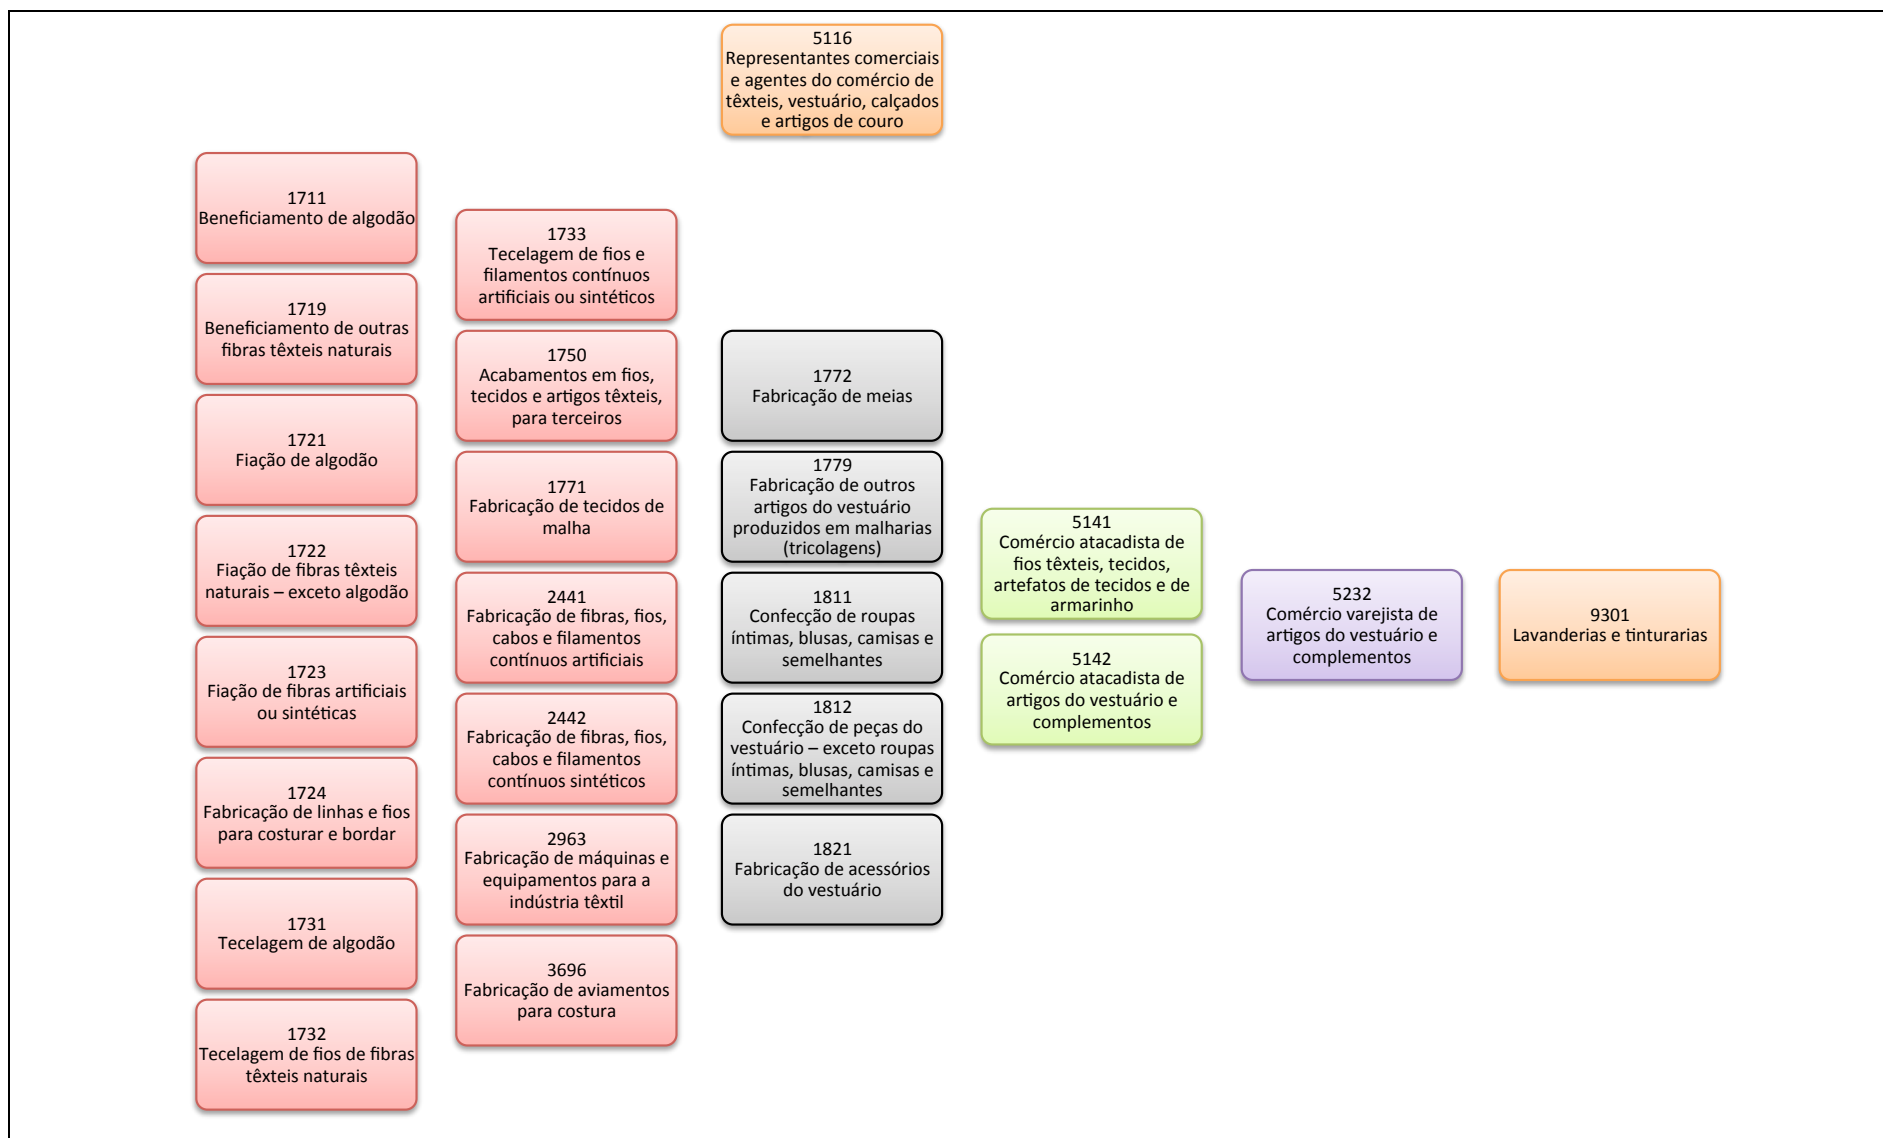 5116
Representantes comerciais
e agentes do comércio de
têxteis, vestuário, calçados
e artigos de couro
1711
Beneficiamento de algodão
1719
Beneficiamento de outras
fibras têxteis naturais
1721
Fiação de algodão
1722
Fiação de fibras têxteis
naturais – exceto algodão
1723
Fiação de fibras artificiais
ou sintéticas
1724
Fabricação de linhas e fios
para costurar e bordar
1731
Tecelagem de algodão
1732
Tecelagem de fios de fibras
têxteis naturais
1733
Tecelagem de fios e
filamentos contínuos
artificiais ou sintéticos
1750
Acabamentos em fios,
tecidos e artigos têxteis,
para terceiros
1771
Fabricação de tecidos de
malha
2441
Fabricação de fibras, fios,
cabos e filamentos
contínuos artificiais
2442
Fabricação de fibras, fios,
cabos e filamentos
contínuos sintéticos
2963
Fabricação de máquinas e
equipamentos para a
indústria têxtil
3696
Fabricação de aviamentos
para costura
1772
Fabricação de meias
1779
Fabricação de outros
artigos do vestuário
produzidos em malharias
(tricolagens)
1811
Confecção de roupas
íntimas, blusas, camisas e
semelhantes
1812
Confecção de peças do
vestuário – exceto roupas
íntimas, blusas, camisas e
semelhantes
1821
Fabricação de acessórios
do vestuário
5141
Comércio atacadista de
fios têxteis, tecidos,
artefatos de tecidos e de
armarinho
5142
Comércio atacadista de
artigos do vestuário e
complementos
5232
Comércio varejista de
artigos do vestuário e
complementos
9301
Lavanderias e tinturarias